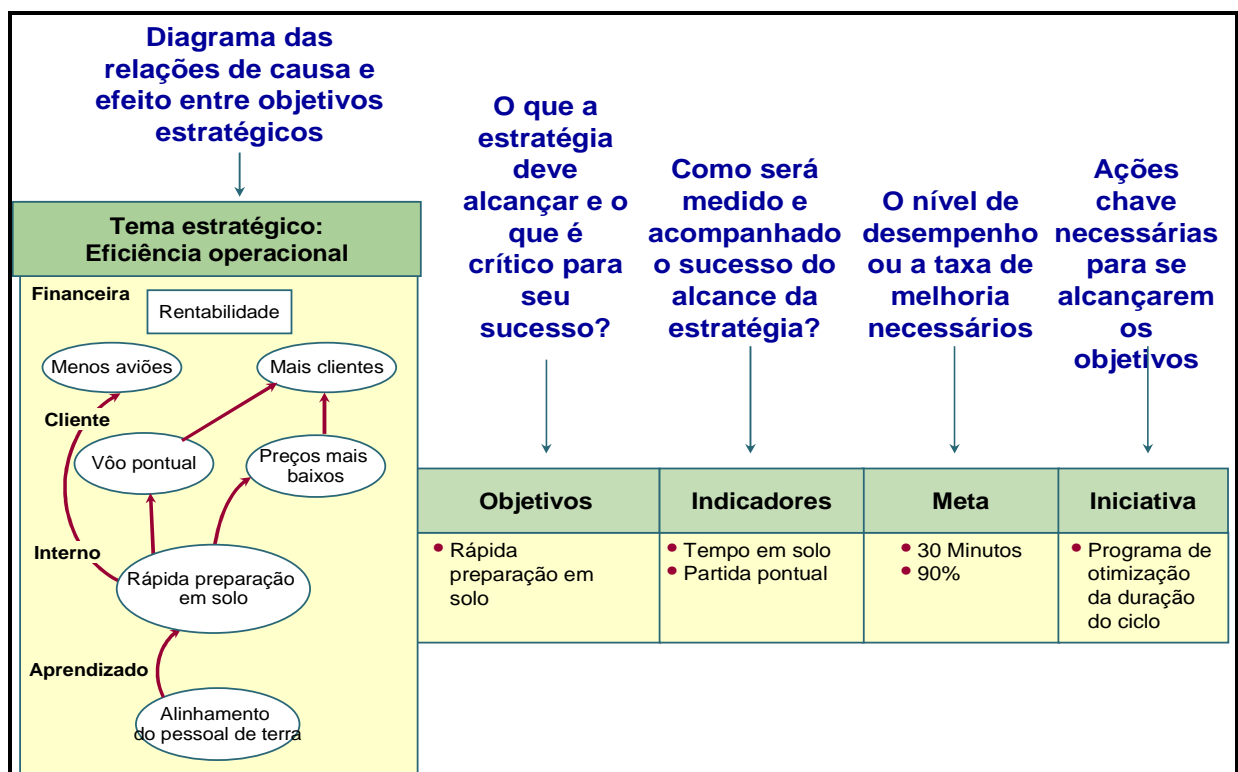 Diagrama das
relações de causa e
efeito entre objetivos
estratégicos
O que a
estratégia
deve
alcançar e o
que é
crítico para
seu
sucesso?
Como será
medido e
acompanhado
o sucesso do
alcance da
estratégia?
O nível de
desempenho
ou a taxa de
melhoria
necessários
Ações
chave
necessárias
para se
alcançarem
os
objetivos
Tema estratégico:
Eficiência operacional
Financeira
Rentabilidade
Menos aviões
Mais clientes
Cliente
Vôo pontual
Preços mais
baixos
Interno
Rápida preparação
em solo
Aprendizado
Alinhamento
do pessoal de terra
Objetivos
Indicadores
Meta
Iniciativa
• Rápida
preparação em
solo
• Tempo em solo
• Partida pontual
• 30 Minutos
• 90%
• Programa de
otimização
da duração
do ciclo